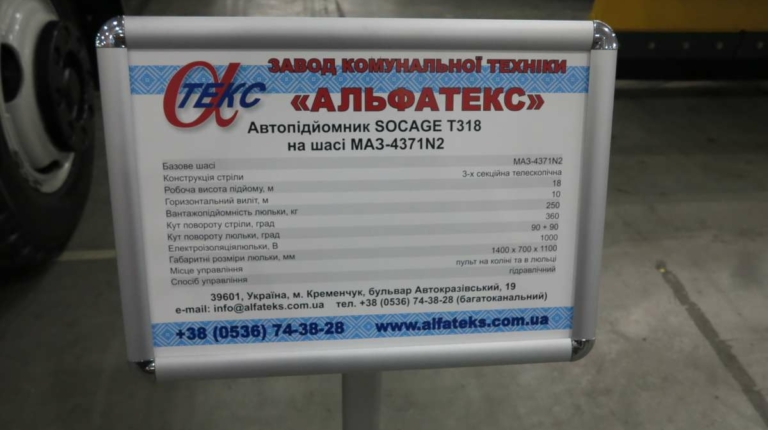 ЗАВОД КОМУНАЛЬНОЇ ТЕХНІКИ
αТЕКС
«АЛЬФАТЕКС»
Автопідйомник SOCAGE T318
на шасі МАЗ-4371N2
Базове шасі МАЗ-4371N2
Конструкція стріли 3-х секційна телескопічна
Робоча висота підйому, м 18
Горизонтальний виліт, м 10
Вантажопідйомність люльки, кг 250
Кут повороту стріли, град 360
Кут повороту люльки, град 90 + 90
Електроізоляціялюльки, В 1000
Габаритні розміри люльки, мм 1400 х 700 х 1100
Місце управління пульт на коліні та в люльці
Спосіб управління гідравлічний
39601, Україна, м. Кременчук, бульвар Автокразівський, 19
e-mail: info@alfateks.com.ua тел. +38 (0536) 74-38-28 (багатоканальний)
+38 (0536) 74-38-28 www.alfateks.com.ua